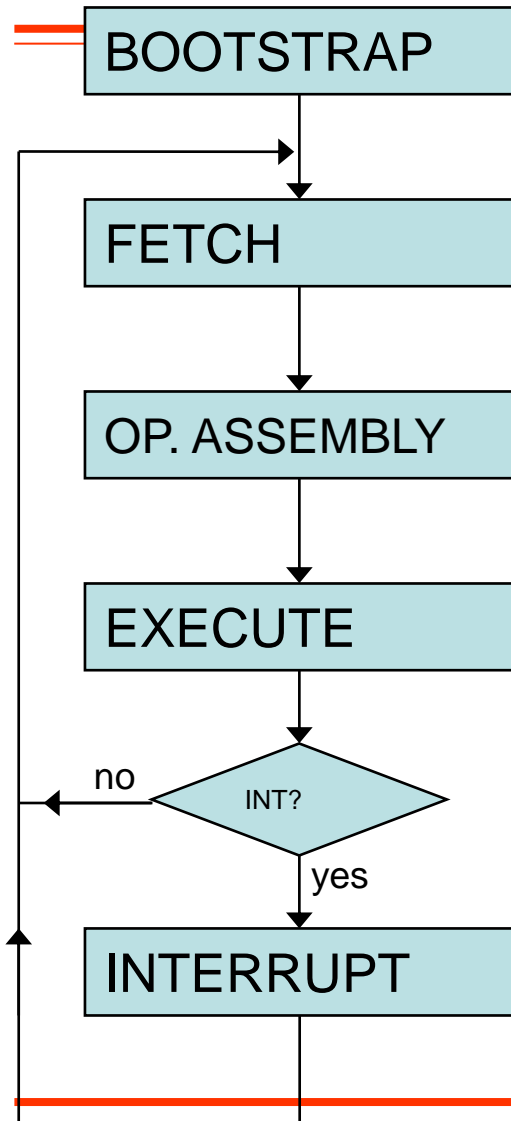 BOOTSTRAP
FETCH
OP. ASSEMBLY
EXECUTE
no
INT?
yes
INTERRUPT